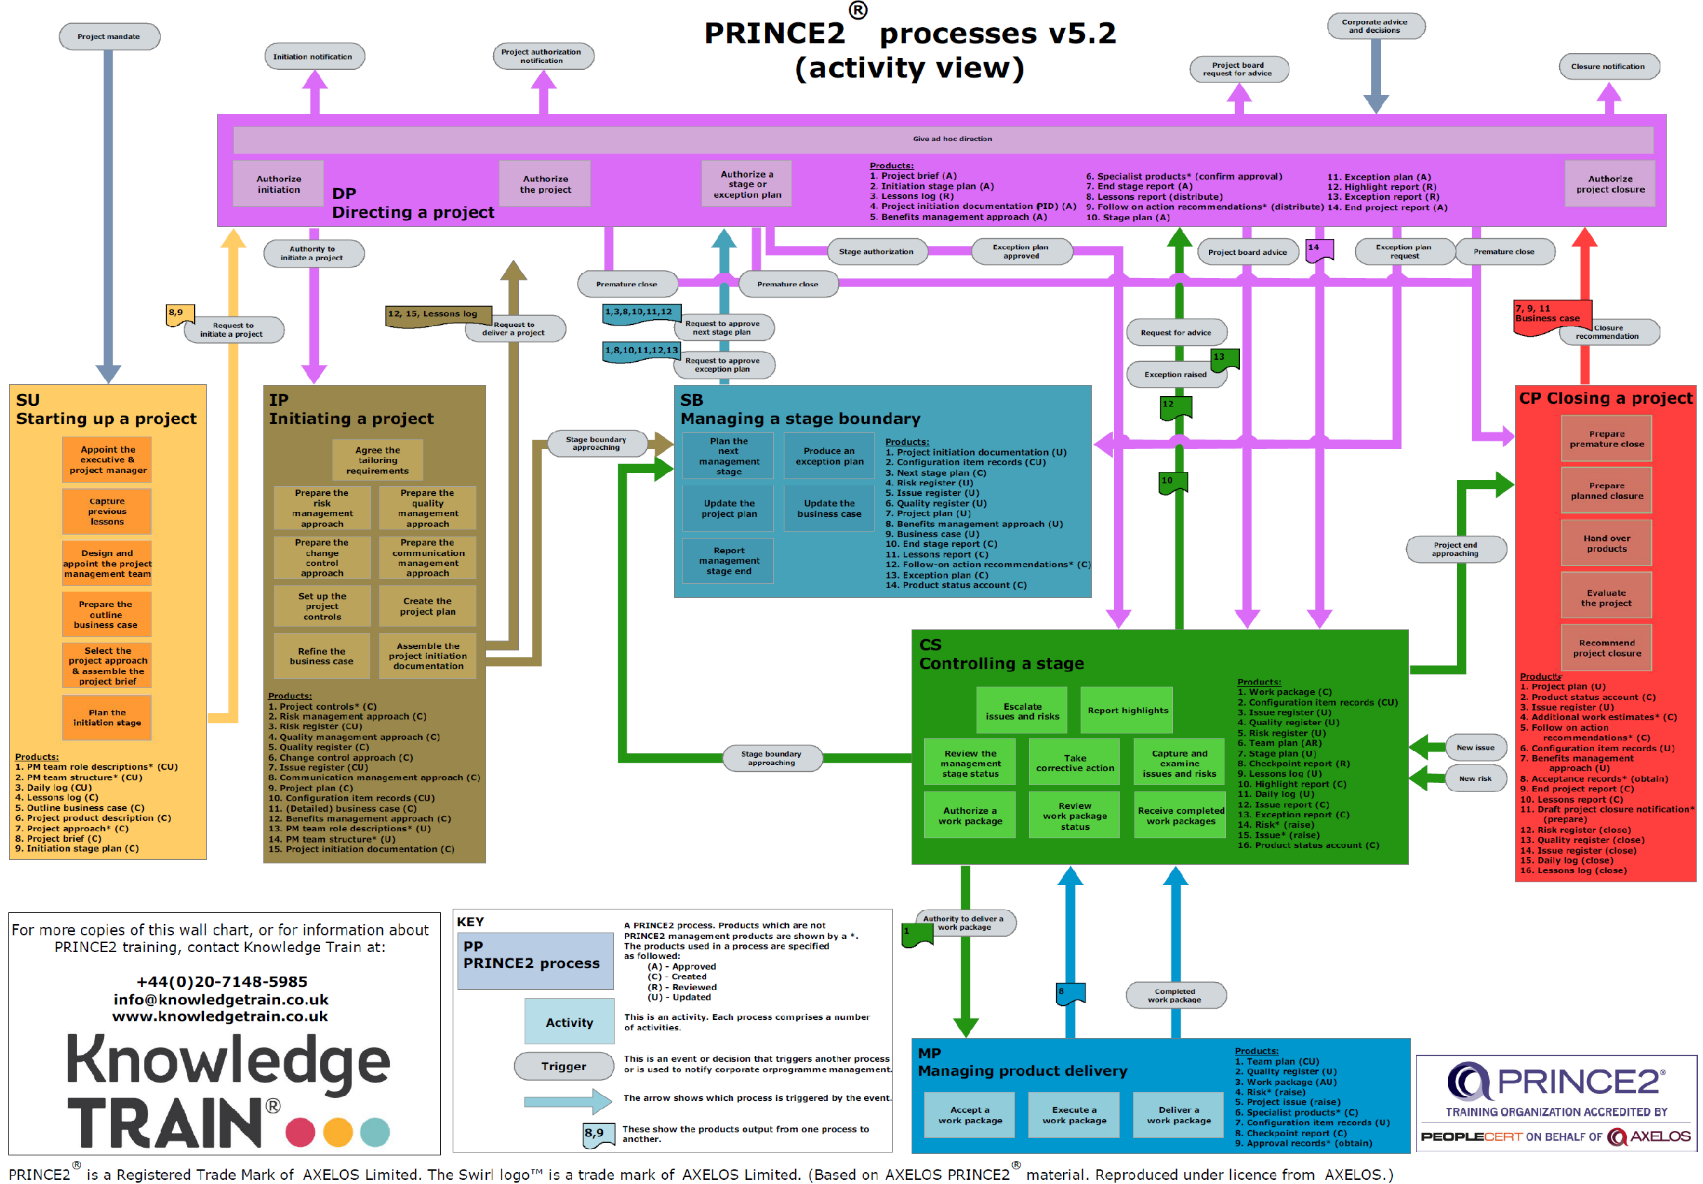 PRINCE2® processes v5.2
(activity view)
Project mandate
Initiation notification
Project authorization
notification
Project board
request for advice
Corporate advice
and decisions
Closure notification
Give ad hoc direction
Authorize
initiation
DP
Directing a project
Authorize
the project
Authorize a
stage or
exception plan
Products:
1. Project brief (A)
2. Initiation stage plan (A)
3. Lessons log (R)
4. Project initiation documentation (PID) (A)
5. Benefits management approach (A)
6. Specialist products* (confirm approval)
7. End stage report (A)
8. Lessons report (distribute)
9. Follow on action recommendations* (distribute)
10. Stage plan (A)
11. Exception plan (A)
12. Highlight report (R)
13. Exception report (R)
14. End project report (A)
Authorize
project closure
Authority to
initiate a project
Stage authorization
Exception plan
approved
Project board advice
14
Exception plan
request
Premature close
Premature close
Premature close
8,9
Request to
initiate a project
12, 15, Lessons log
Request to
deliver a project
1,3,8,10,11,12
Request to approve
next stage plan
1,8,10,11,12,13
Request to approve
exception plan
Request for advice
13
Exception raised
12
10
7, 9, 11
Business case
Closure
recommendation
SU
Starting up a project
Appoint the
executive &
project manager
Capture
previous
lessons
Design and
appoint the project
management team
Prepare the
outline
business case
Select the
project approach
& assemble the
project brief
Plan the
initiation stage
Products:
1. PM team role descriptions* (CU)
2. PM team structure* (CU)
3. Daily log (CU)
4. Lessons log (C)
5. Outline business case (C)
6. Project product description (C)
7. Project approach* (C)
8. Project brief (C)
9. Initiation stage plan (C)
IP
Initiating a project
Agree the
tailoring
requirements
Prepare the
risk
management
approach
Prepare the
quality
management
approach
Prepare the
change
control
approach
Prepare the
communication
management
approach
Set up the
project
controls
Create the
project plan
Refine the
business case
Assemble the
project initiation
documentation
Products:
1. Project controls* (C)
2. Risk management approach (C)
3. Risk register (CU)
4. Quality management approach (C)
5. Quality register (C)
6. Change control approach (C)
7. Issue register (CU)
8. Communication management approach (C)
9. Project plan (C)
10. Configuration item records (CU)
11. (Detailed) business case (C)
12. Benefits management approach (C)
13. PM team role descriptions* (U)
14. PM team structure* (U)
15. Project initiation documentation (C)
Stage boundary
approaching
SB
Managing a stage boundary
Plan the
next
management
stage
Produce an
exception plan
Update the
project plan
Update the
business case
Report
management
stage end
Products:
1. Project initiation documentation (U)
2. Configuration item records (CU)
3. Next stage plan (C)
4. Risk register (U)
5. Issue register (U)
6. Quality register (U)
7. Project plan (U)
8. Benefits management approach (U)
9. Business case (U)
10. End stage report (C)
11. Lessons report (C)
12. Follow-on action recommendations* (C)
13. Exception plan (C)
14. Product status account (C)
Stage boundary
approaching
CS
Controlling a stage
Escalate
issues and risks
Report highlights
Review the
management
stage status
Take
corrective action
Capture and
examine
issues and risks
Authorize a
work package
Review
work package
status
Receive completed
work packages
Products:
1. Work package (C)
2. Configuration item records (CU)
3. Issue register (U)
4. Quality register (U)
5. Risk register (U)
6. Team plan (AR)
7. Stage plan (U)
8. Checkpoint report (R)
9. Lessons log (U)
10. Highlight report (C)
11. Daily log (U)
12. Issue report (C)
13. Exception report (C)
14. Risk* (raise)
15. Issue* (raise)
16. Product status account (C)
Project end
approaching
New issue
New risk
CP Closing a project
Prepare
premature close
Prepare
planned closure
Hand over
products
Evaluate
the project
Recommend
project closure
Products:
1. Project plan (U)
2. Product status account (C)
3. Issue register (U)
4. Additional work estimates* (C)
5. Follow on action
recommendations* (C)
6. Configuration item records (U)
7. Benefits management
approach (U)
8. Acceptance records* (obtain)
9. End project report (C)
10. Lessons report (C)
11. Draft project closure notification*
(prepare)
12. Risk register (close)
13. Quality register (close)
14. Issue register (close)
15. Daily log (close)
16. Lessons log (close)
1
Authority to deliver a
work package
8
Completed
work package
MP
Managing product delivery
Accept a
work package
Execute a
work package
Deliver a
work package
Products:
1. Team plan (CU)
2. Quality register (U)
3. Work package (AU)
4. Risk* (raise)
5. Project issue (raise)
6. Specialist products* (C)
7. Configuration item records (U)
8. Checkpoint report (C)
9. Approval records* (obtain)
For more copies of this wall chart, or for information about
PRINCE2 training, contact Knowledge Train at:
+44(0)20-7148-5985
info@knowledgetrain.co.uk
www.knowledgetrain.co.uk
Knowledge
TRAIN®
KEY
PP
PRINCE2 process
A PRINCE2 process. Products which are not
PRINCE2 management products are shown by a *.
The products used in a process are specified
as followed:
(A) - Approved
(C) - Created
(R) - Reviewed
(U) - Updated
Activity
This is an activity. Each process comprises a number
of activities.
Trigger
This is an event or decision that triggers another process
or is used to notify corporate orprogramme management.
The arrow shows which process is triggered by the event.
8,9
These show the products output from one process to
another.
PRINCE2®
TRAINING ORGANIZATION ACCREDITED BY
PEOPLECERT ON BEHALF OF AXELOS
PRINCE2® is a Registered Trade Mark of AXELOS Limited. The Swirl logo™ is a trade mark of AXELOS Limited. (Based on AXELOS PRINCE2® material. Reproduced under licence from AXELOS.)